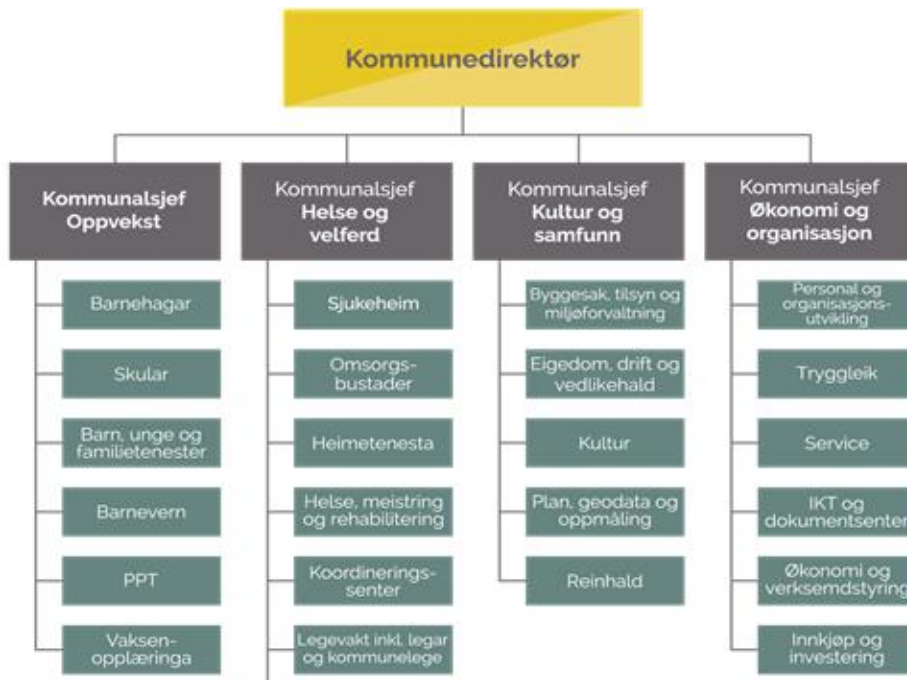 Kommunedirektør
Kommunalsjef
Oppvekst
Barnehagar
Skular
Barn, unge og
familietenester
Barnevern
PPT
Vaksen-
opplæringa
Kommunalsjef
Helse og
velferd
Sjukeheim
Omsorgs-
bustader
Heimetenesta
Helse, meistring
og rehabilitering
Koordinerings-
senter
Legevakt inkl. legar
og kommunelege
Kommunalsjef
Kultur og
samfunn
Byggesak, tilsyn og
miljøforvaltning
Eigedom, drift og
vedlikehald
Kultur
Plan, geodata og
oppmåling
Reinhald
Kommunalsjef
Økonomi og
organisasjon
Personal og
organisasjons-
utvikling
Tryggleik
Service
IKT og
dokumentsenter
Økonomi og
verksemdstyring
Innkjøp og
investering